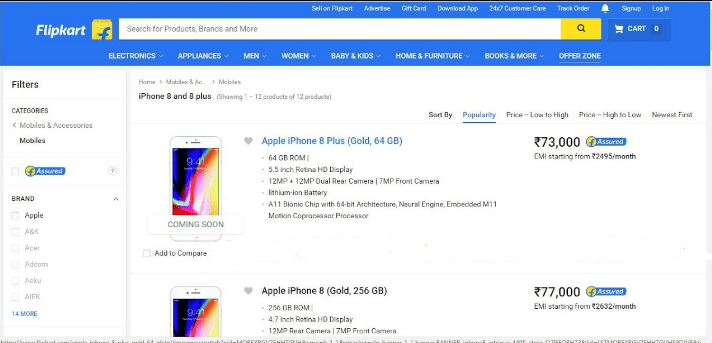 Sell on Flipkart Advertise Gift Card Download App 24x7 Customer Care Track Order Signup Log In
Flipkart
Search for Products, Brands and More
CART 0
ELECTRONICS APPLIANCES MEN WOMEN BABY & KIDS HOME & FURNITURE BOOKS & MORE OFFER ZONE
Filters
CATEGORIES
Mobiles & Accessories
Mobiles
Assured ?
BRAND
Apple
A&K
Acer
Adcom
Aeku
AIEK
14 MORE
Home > Mobiles & Ac... > Mobiles
iPhone 8 and 8 plus (Showing 1 – 12 products of 12 products)
Sort By Popularity Price -- Low to High Price -- High to Low Newest First
9:41
COMING SOON
Add to Compare
Apple iPhone 8 Plus (Gold, 64 GB)
64 GB ROM |
5.5 inch Retina HD Display
12MP + 12MP Dual Rear Camera | 7MP Front Camera
lithium-ion Battery
A11 Bionic Chip with 64-bit Architecture, Neural Engine, Embedded M11
Motion Coprocessor Processor
₹73,000 Assured
EMI starting from ₹2495/month
9:41
Apple iPhone 8 (Gold, 256 GB)
256 GB ROM |
4.7 inch Retina HD Display
12MP Rear Camera | 7MP Front Camera
₹77,000 Assured
EMI starting from ₹2632/month